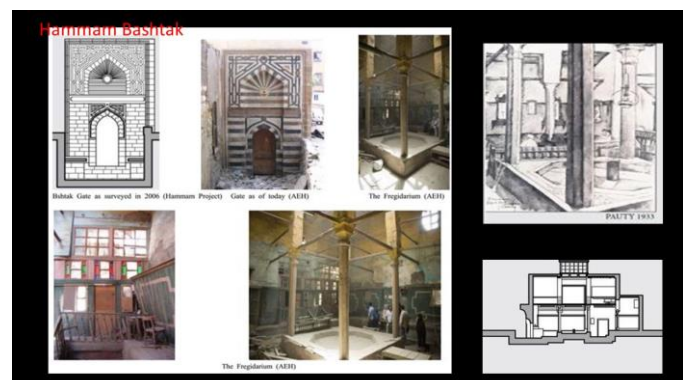 Hammam Bashtak
Bshtak Gate as surveyed in 2006 (Hammam Project) Gate as of today (AEH) The Fregidarium (AEH)
PAUTY 1933
The Fregidarium (AEH)